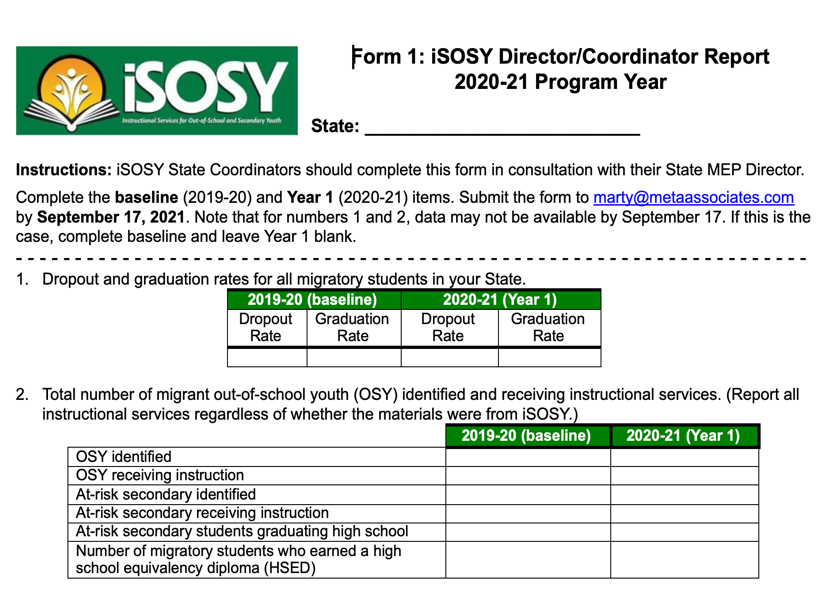 iSOSY
Instructional Services for Out-of-School and Secondary Youth
Form 1: iSOSY Director/Coordinator Report
2020-21 Program Year
State: ____________________________
Instructions: iSOSY State Coordinators should complete this form in consultation with their State MEP Director.
Complete the baseline (2019-20) and Year 1 (2020-21) items. Submit the form to marty@metaassociates.com
by September 17, 2021. Note that for numbers 1 and 2, data may not be available by September 17. If this is the
case, complete baseline and leave Year 1 blank.
1. Dropout and graduation rates for all migratory students in your State.
2019-20 (baseline) 2020-21 (Year 1)
Dropout Graduation Dropout Graduation
Rate Rate Rate Rate
2. Total number of migrant out-of-school youth (OSY) identified and receiving instructional services. (Report all
instructional services regardless of whether the materials were from iSOSY.)
2019-20 (baseline) 2020-21 (Year 1)
OSY identified
OSY receiving instruction
At-risk secondary identified
At-risk secondary receiving instruction
At-risk secondary students graduating high school
Number of migratory students who earned a high
school equivalency diploma (HSED)